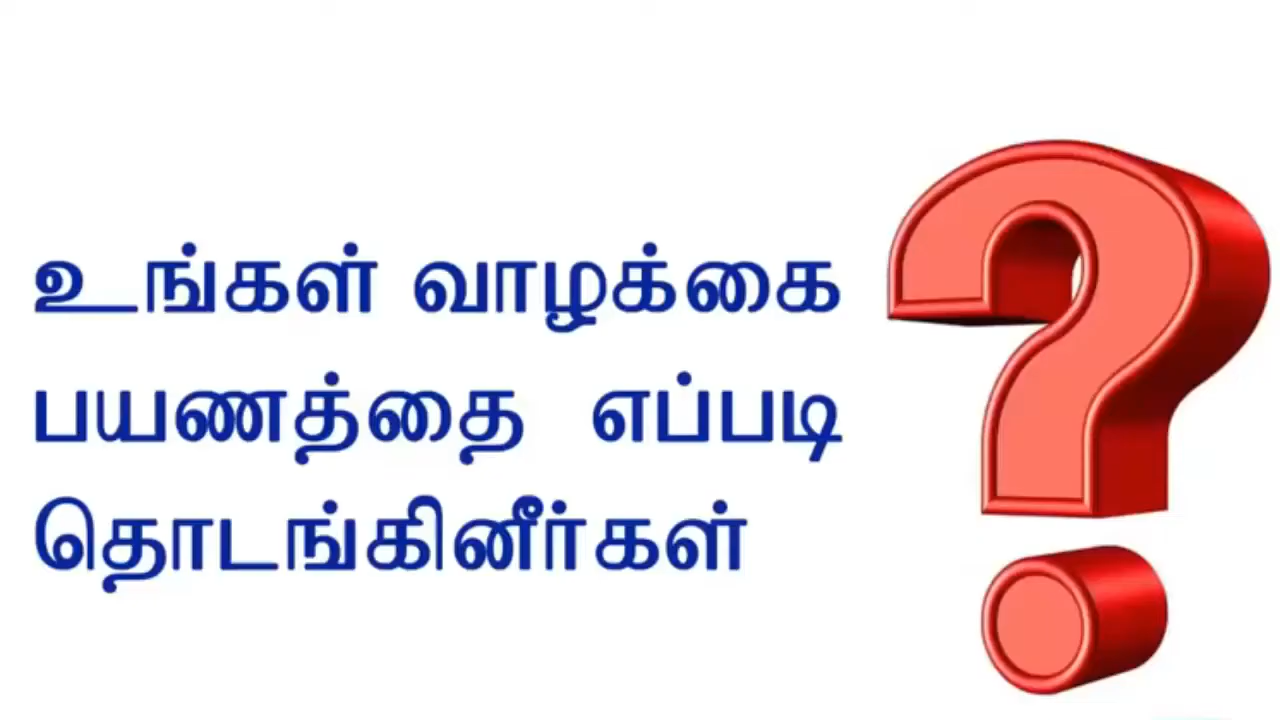 உங்கள் வாழக்கை
பயணத்தை எப்படி
தொடங்கினீர்கள் ?